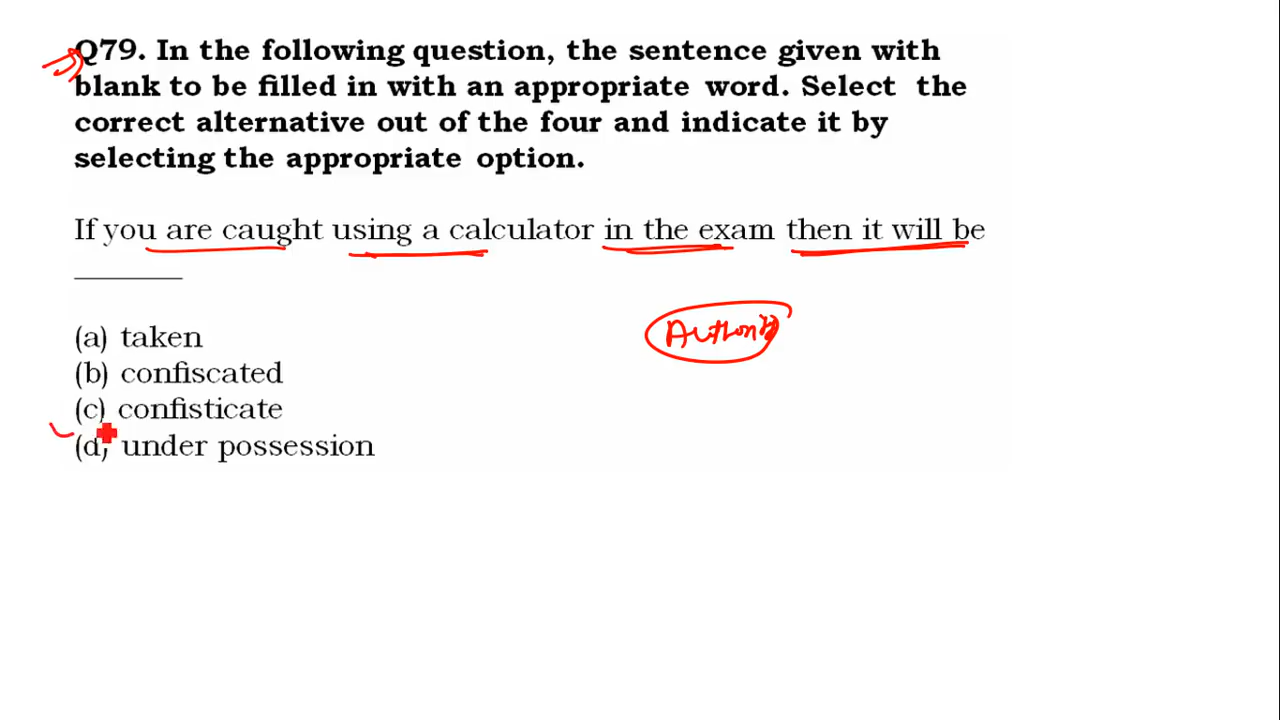 Q79. In the following question, the sentence given with
blank to be filled in with an appropriate word. Select the
correct alternative out of the four and indicate it by
selecting the appropriate option.
If you are caught using a calculator in the exam then it will be
________
(a) taken
(b) confiscated
(c) confisticate
(d) under possession